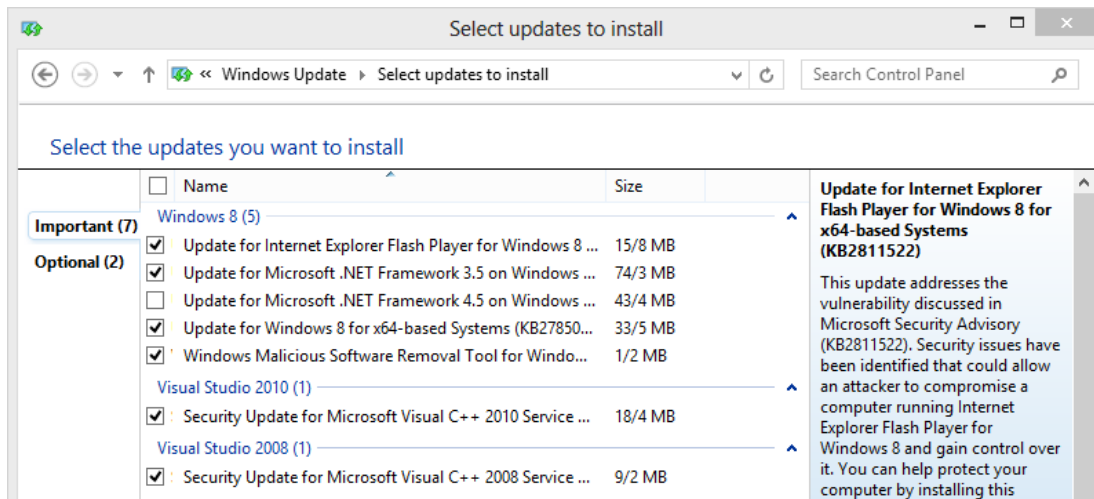 Select updates to install
« Windows Update ▸ Select updates to install
Search Control Panel
Select the updates you want to install
Name Size
Important (7)
Optional (2)
Windows 8 (5)
Update for Internet Explorer Flash Player for Windows 8 ... 15/8 MB
Update for Microsoft .NET Framework 3.5 on Windows ... 74/3 MB
Update for Microsoft .NET Framework 4.5 on Windows ... 43/4 MB
Update for Windows 8 for x64-based Systems (KB27850... 33/5 MB
Windows Malicious Software Removal Tool for Windo... 1/2 MB
Visual Studio 2010 (1)
Security Update for Microsoft Visual C++ 2010 Service ... 18/4 MB
Visual Studio 2008 (1)
Security Update for Microsoft Visual C++ 2008 Service ... 9/2 MB
Update for Internet Explorer
Flash Player for Windows 8 for
x64-based Systems
(KB2811522)
This update addresses the
vulnerability discussed in
Microsoft Security Advisory
(KB2811522). Security issues have
been identified that could allow
an attacker to compromise a
computer running Internet
Explorer Flash Player for
Windows 8 and gain control over
it. You can help protect your
computer by installing this